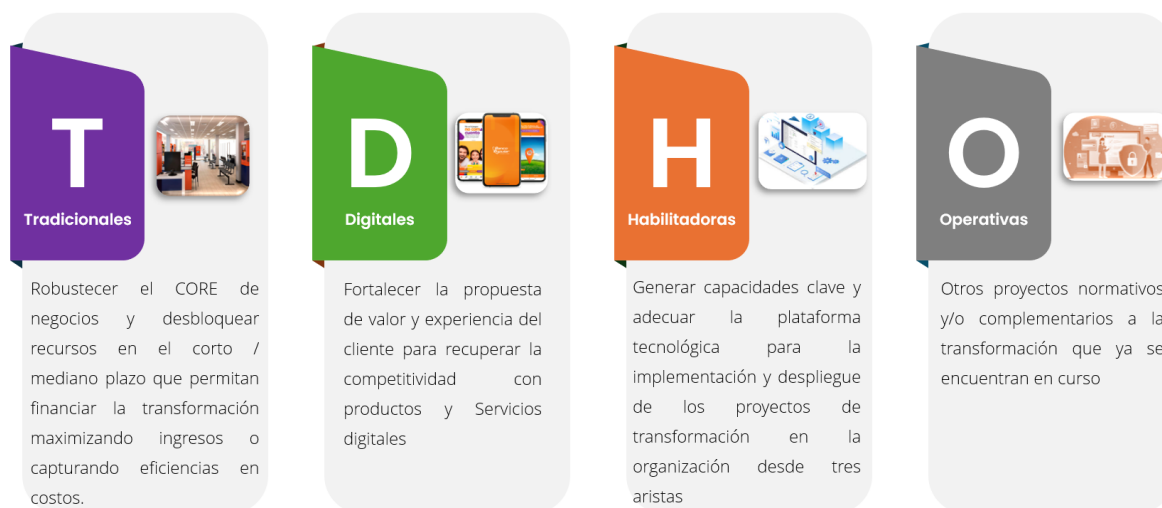 T
Tradicionales
Robustecer el CORE de
negocios y desbloquear
recursos en el corto /
mediano plazo que permitan
financiar la transformación
maximizando ingresos o
capturando eficiencias en
costos.
D
Digitales
Fortalecer la propuesta
de valor y experiencia del
cliente para recuperar la
competitividad con
productos y Servicios
digitales
H
Habilitadoras
Generar capacidades clave y
adecuar la plataforma
tecnológica para la
implementación y despliegue
de los proyectos de
transformación en la
organización desde tres
aristas
O
Operativas
Otros proyectos normativos
y/o complementarios a la
transformación que ya se
encuentran en curso